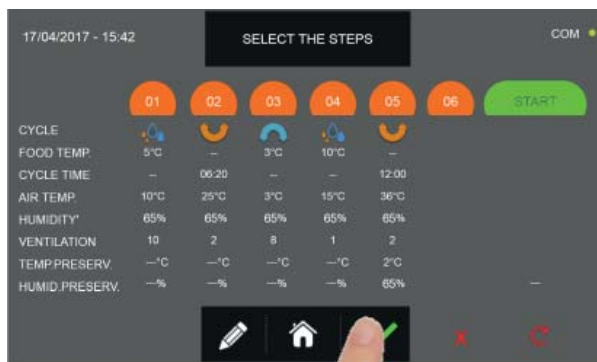 17/04/2017 - 15:42 SELECT THE STEPS COM
01 02 03 04 05 06 START
CYCLE
FOOD TEMP. 5°C -- 3°C 10°C --
CYCLE TIME -- 06:20 -- -- 12:00
AIR TEMP. 10°C 25°C 3°C 15°C 36°C
HUMIDITY* 65% 65% 65% 65% 65%
VENTILATION 10 2 8 1 2
TEMP.PRESERV. ---°C ---°C ---°C ---°C 2°C
HUMID.PRESERV. ---% ---% ---% ---% 65% ---